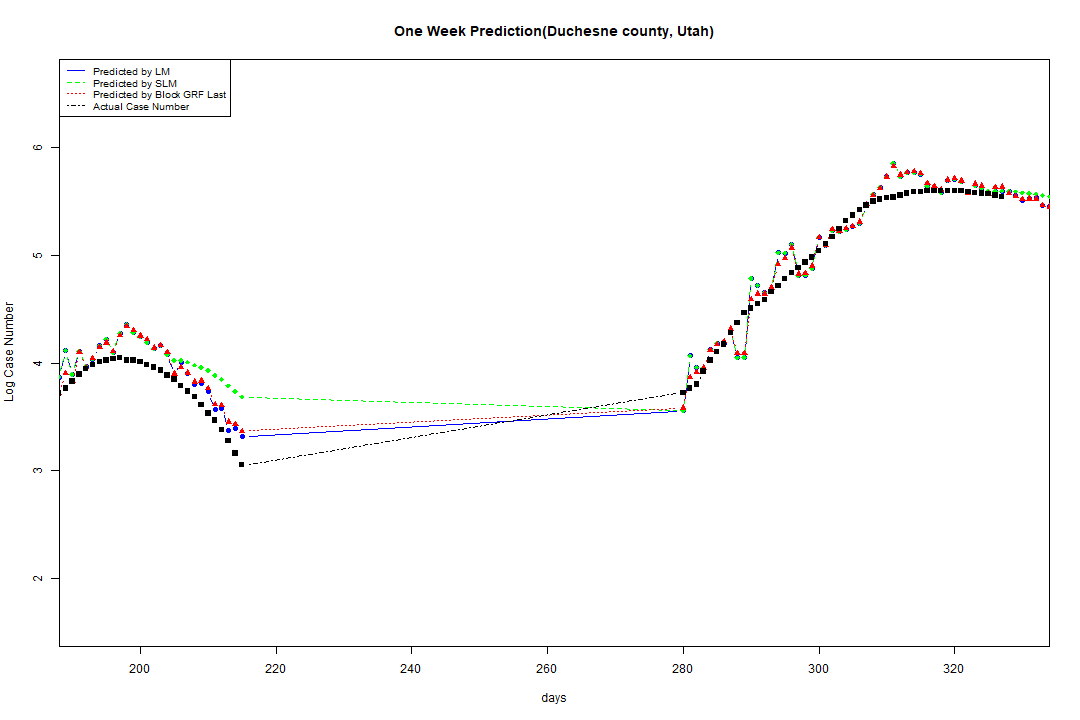 One Week Prediction(Duchesne county, Utah)
Predicted by LM
Predicted by SLM
Predicted by Block GRF Last
Actual Case Number
6
5
4
3
2
Log Case Number
200 220 240 260 280 300 320
days